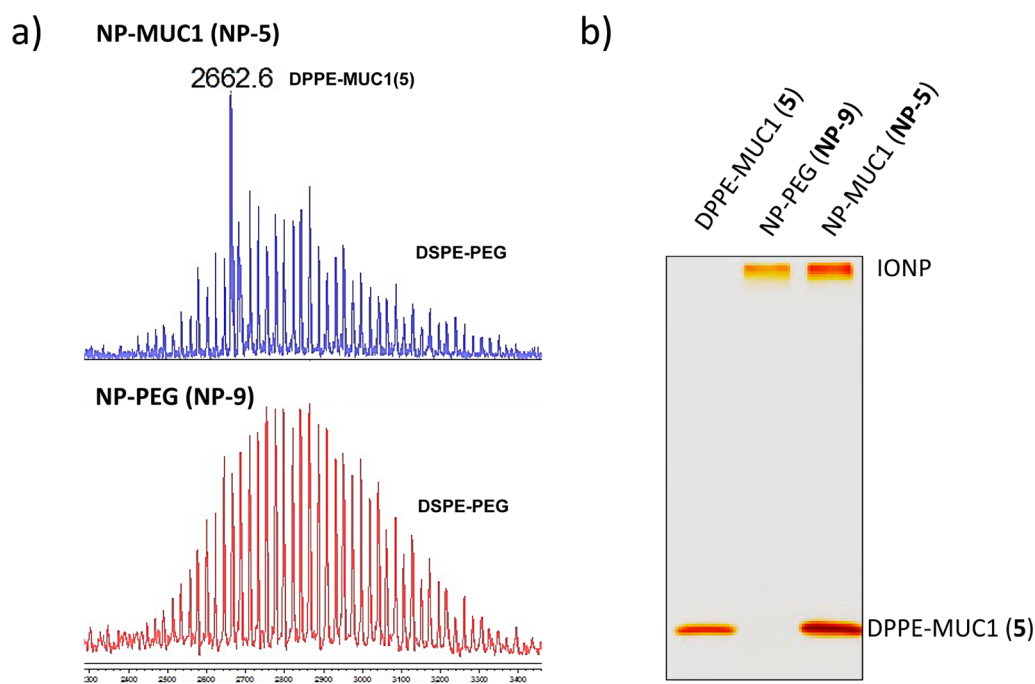 a)
NP-MUC1 (NP-5)
2662.6 DPPE-MUC1(5)
DSPE-PEG
NP-PEG (NP-9)
DSPE-PEG
2300 2400 2500 2600 2700 2800 2900 3000 3100 3200 3300 3400
b)
DPPE-MUC1 (5)
NP-PEG (NP-9)
NP-MUC1 (NP-5)
IONP
DPPE-MUC1 (5)